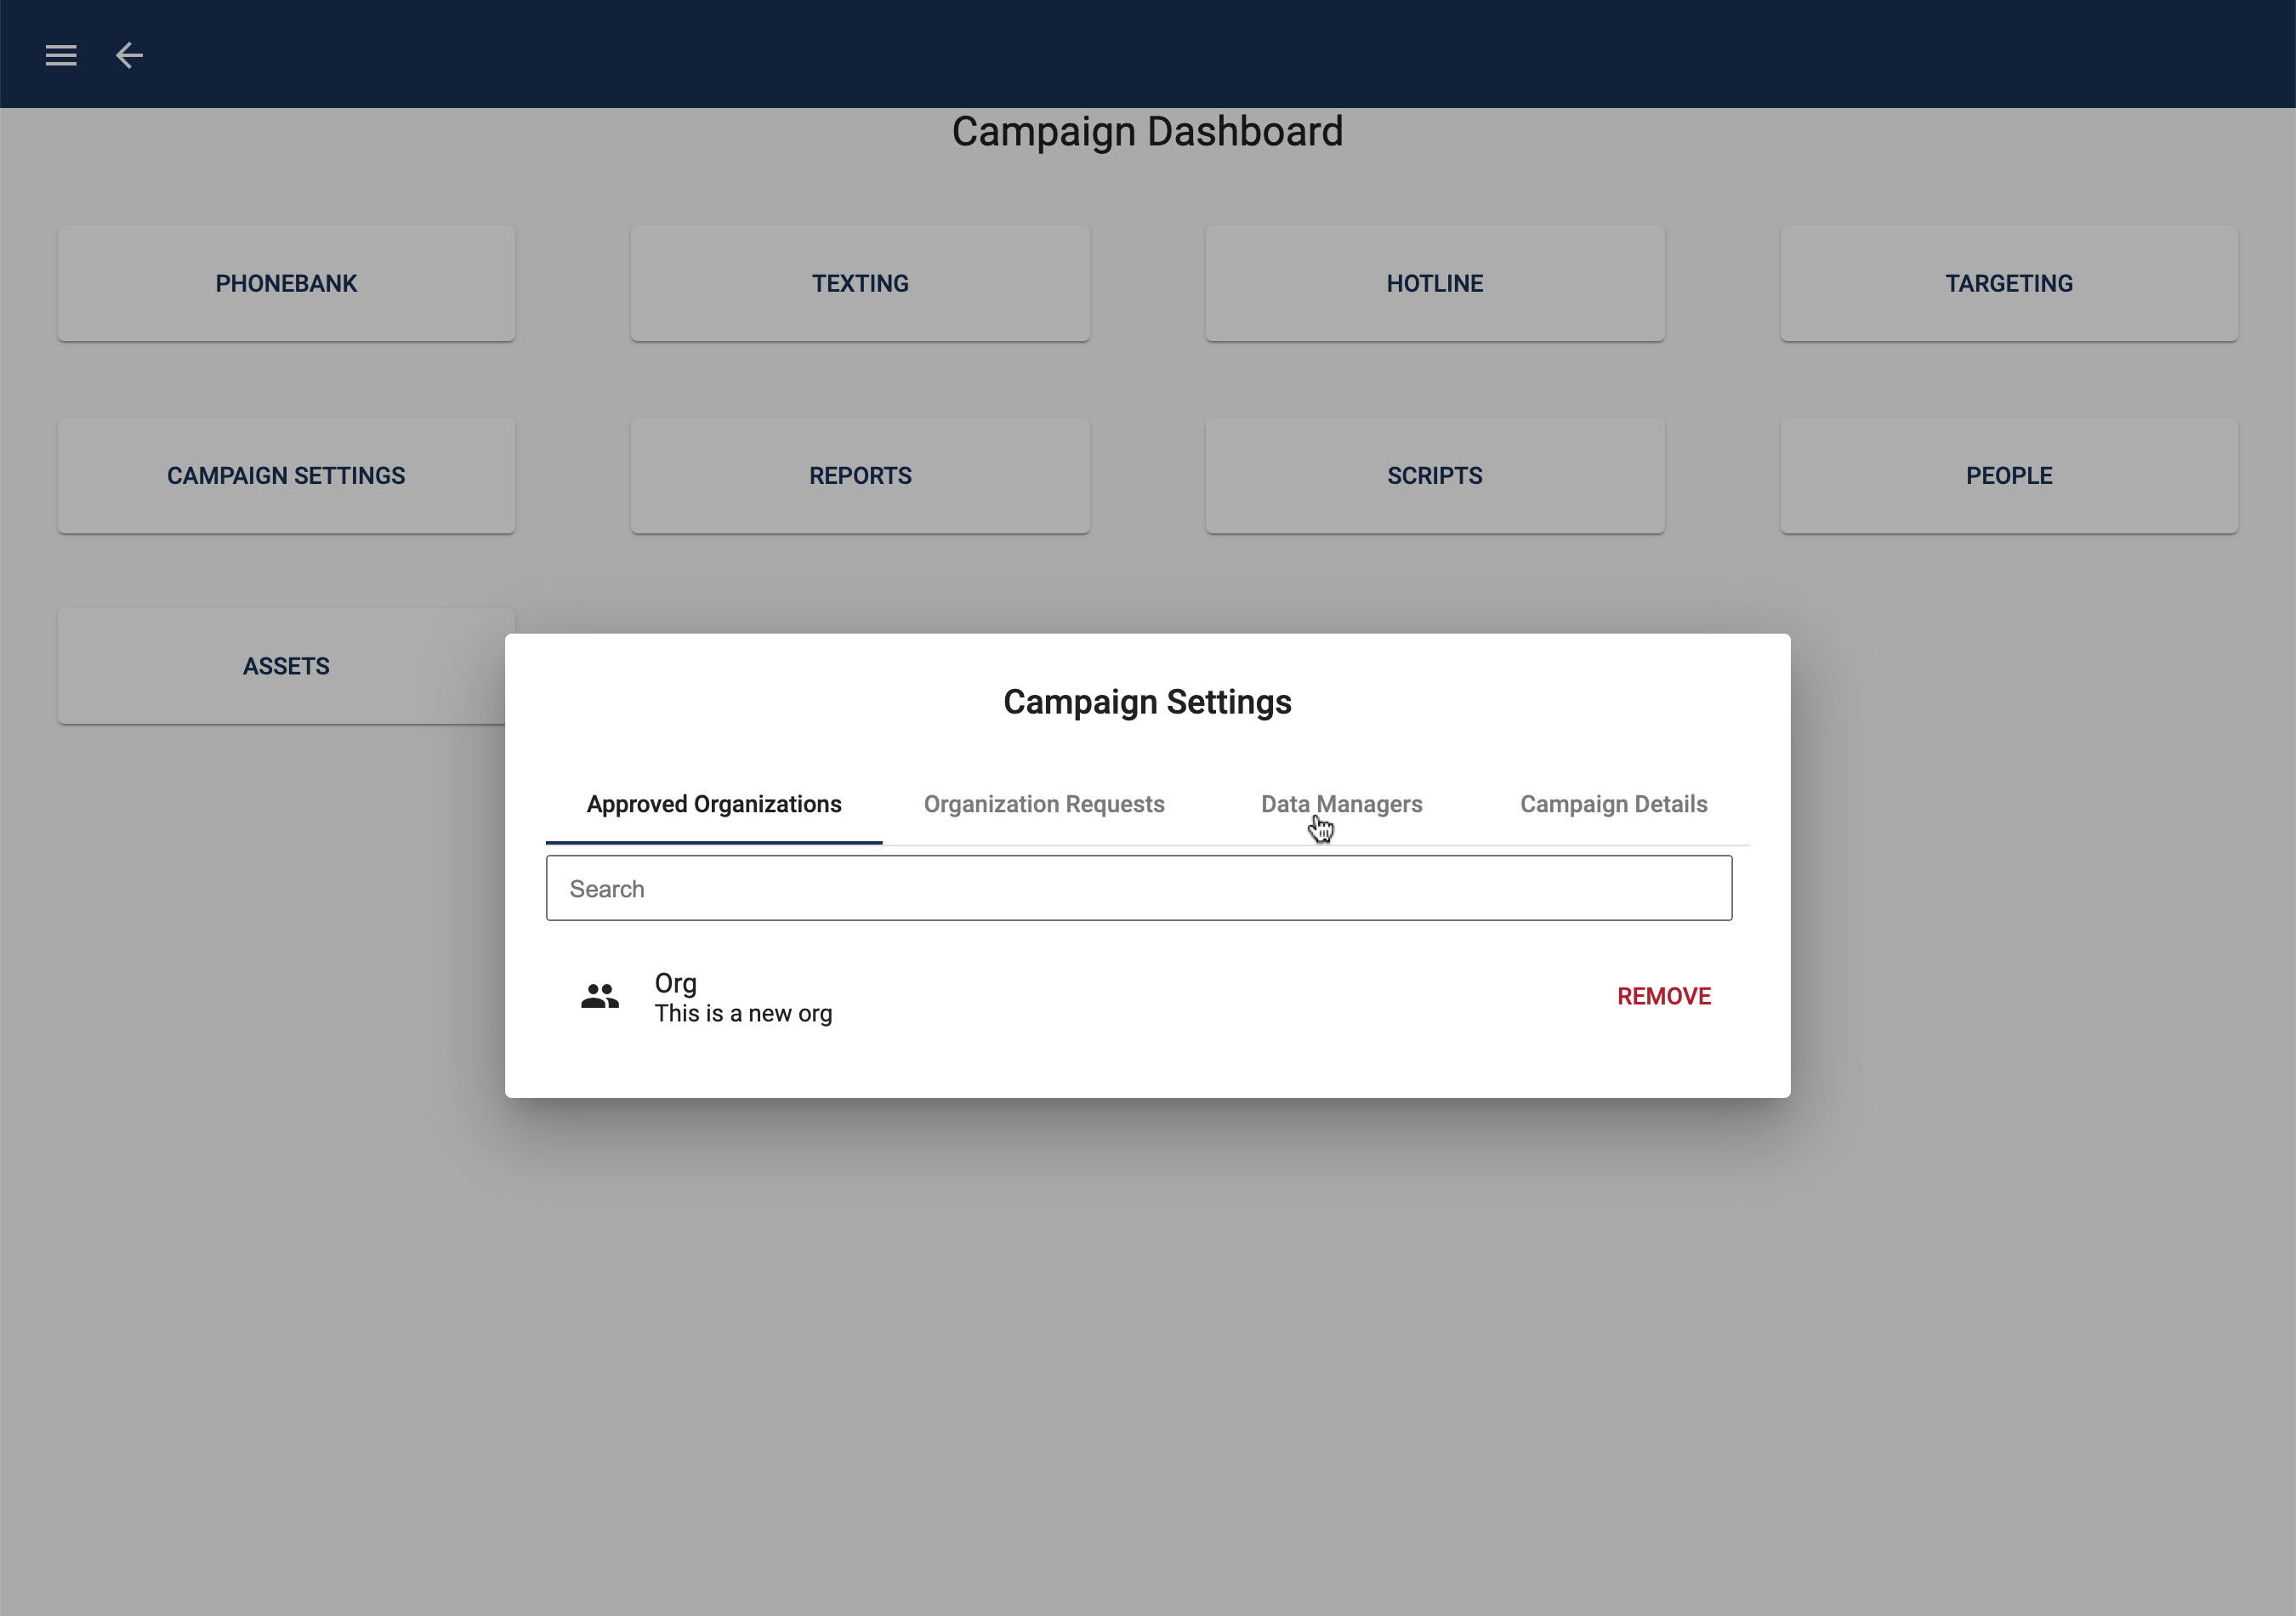 Campaign Dashboard
PHONEBANK
TEXTING
HOTLINE
TARGETING
CAMPAIGN SETTINGS
REPORTS
SCRIPTS
PEOPLE
ASSETS
Campaign Settings
Approved Organizations
Organization Requests
Data Managers
Campaign Details
Search
Org
This is a new org
REMOVE